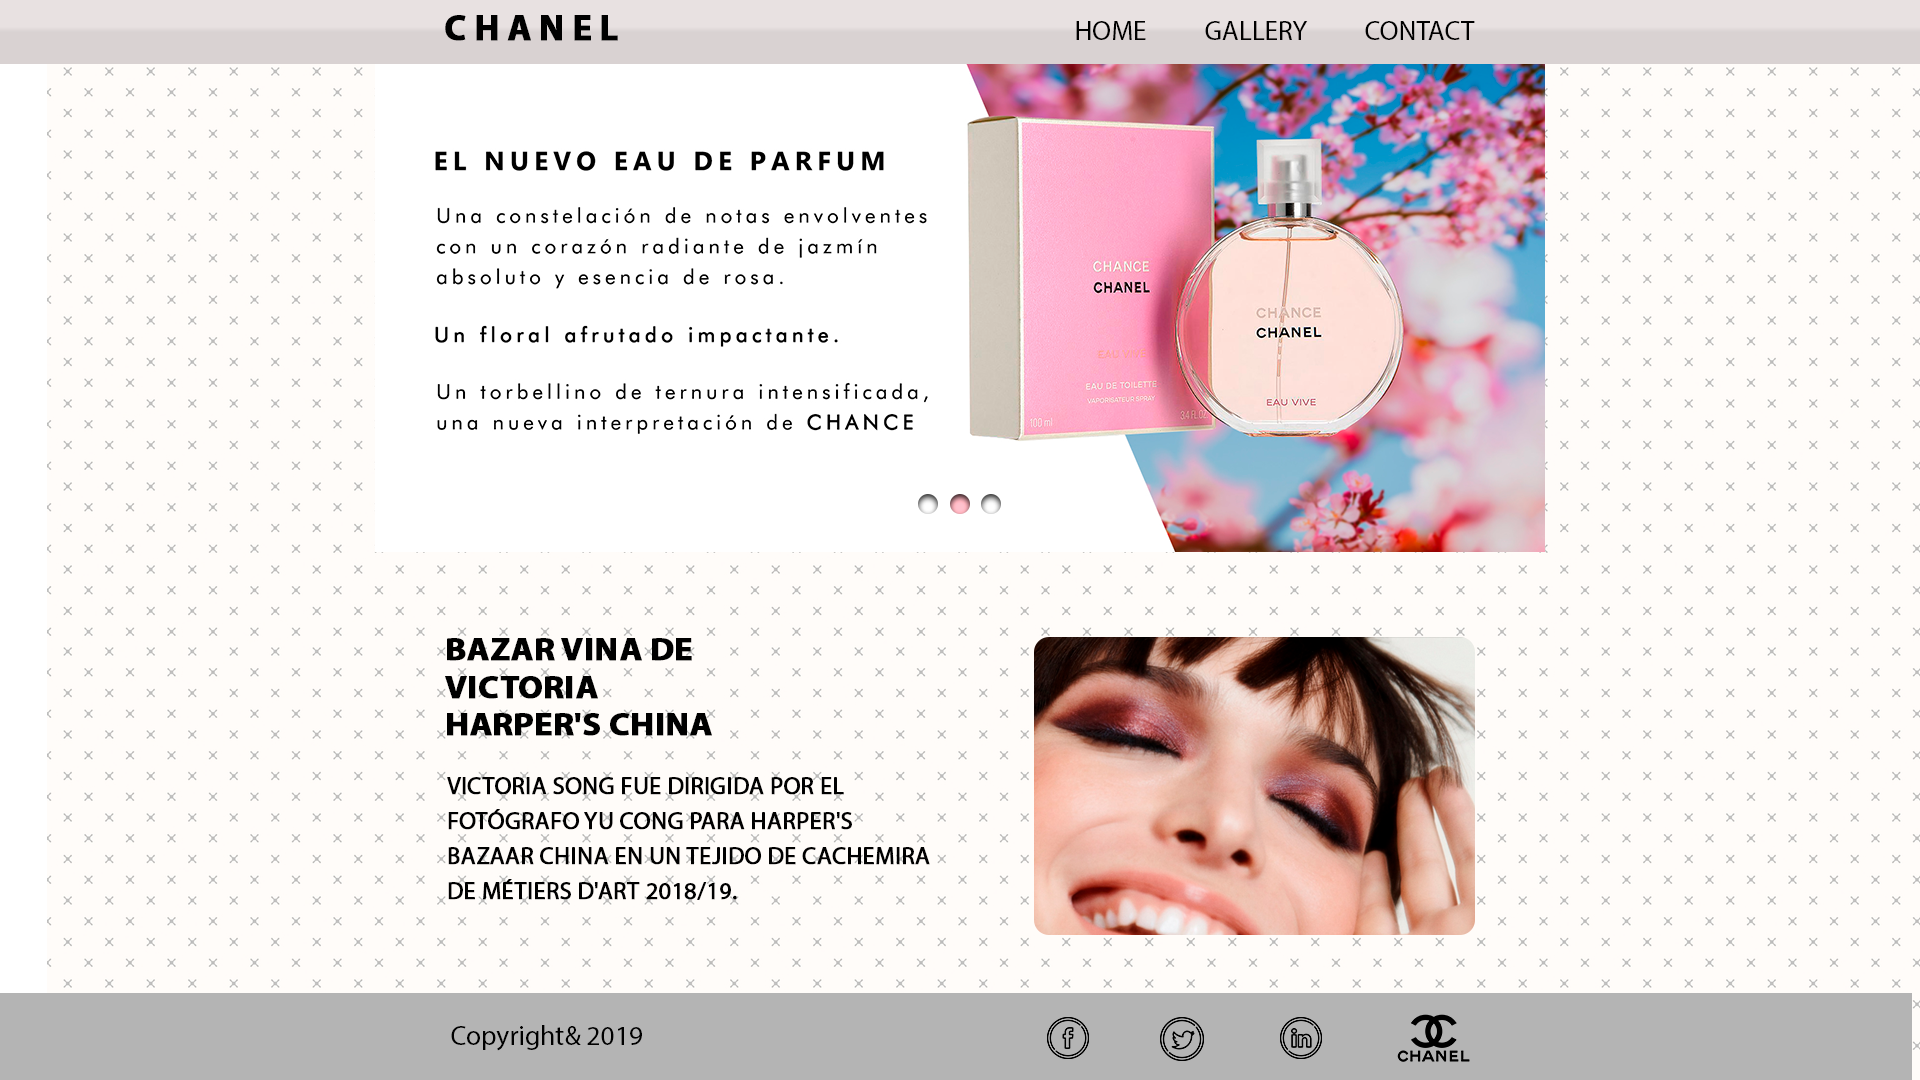 CHANEL
HOME GALLERY CONTACT
EL NUEVO EAU DE PARFUM
Una constelación de notas envolventes
con un corazón radiante de jazmín
absoluto y esencia de rosa.
Un floral afrutado impactante.
Un torbellino de ternura intensificada,
una nueva interpretación de CHANCE
CHANCE
CHANEL
EAU VIVE
EAU DE TOILETTE
VAPORISATEUR SPRAY
100 ml
3.4 FL.OZ
CHANCE
CHANEL
EAU VIVE
BAZAR VINA DE
VICTORIA
HARPER'S CHINA
VICTORIA SONG FUE DIRIGIDA POR EL
FOTÓGRAFO YU CONG PARA HARPER'S
BAZAAR CHINA EN UN TEJIDO DE CACHEMIRA
DE MÉTIERS D'ART 2018/19.
Copyright& 2019
f
in
CHANEL